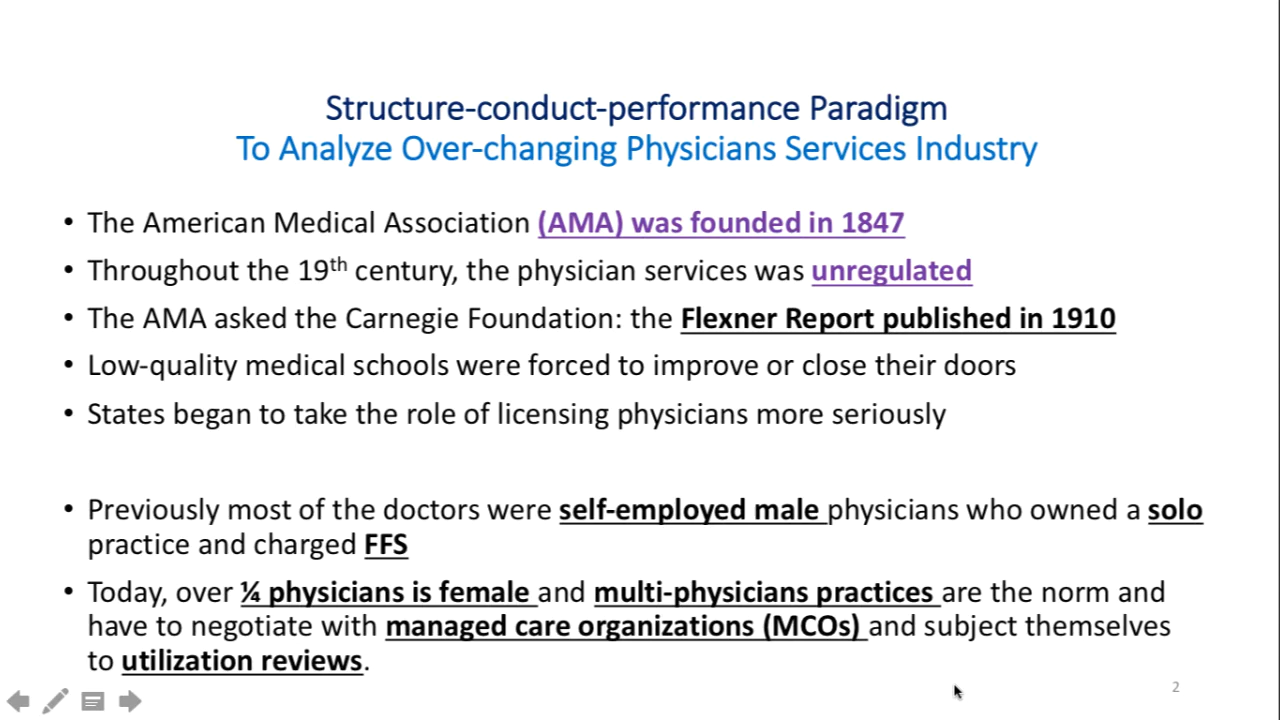 Structure-conduct-performance Paradigm
To Analyze Over-changing Physicians Services Industry
• The American Medical Association (AMA) was founded in 1847
• Throughout the 19th century, the physician services was unregulated
• The AMA asked the Carnegie Foundation: the Flexner Report published in 1910
• Low-quality medical schools were forced to improve or close their doors
• States began to take the role of licensing physicians more seriously
• Previously most of the doctors were self-employed male physicians who owned a solo
practice and charged FFS
• Today, over ¼ physicians is female and multi-physicians practices are the norm and
have to negotiate with managed care organizations (MCOs) and subject themselves
to utilization reviews.
2